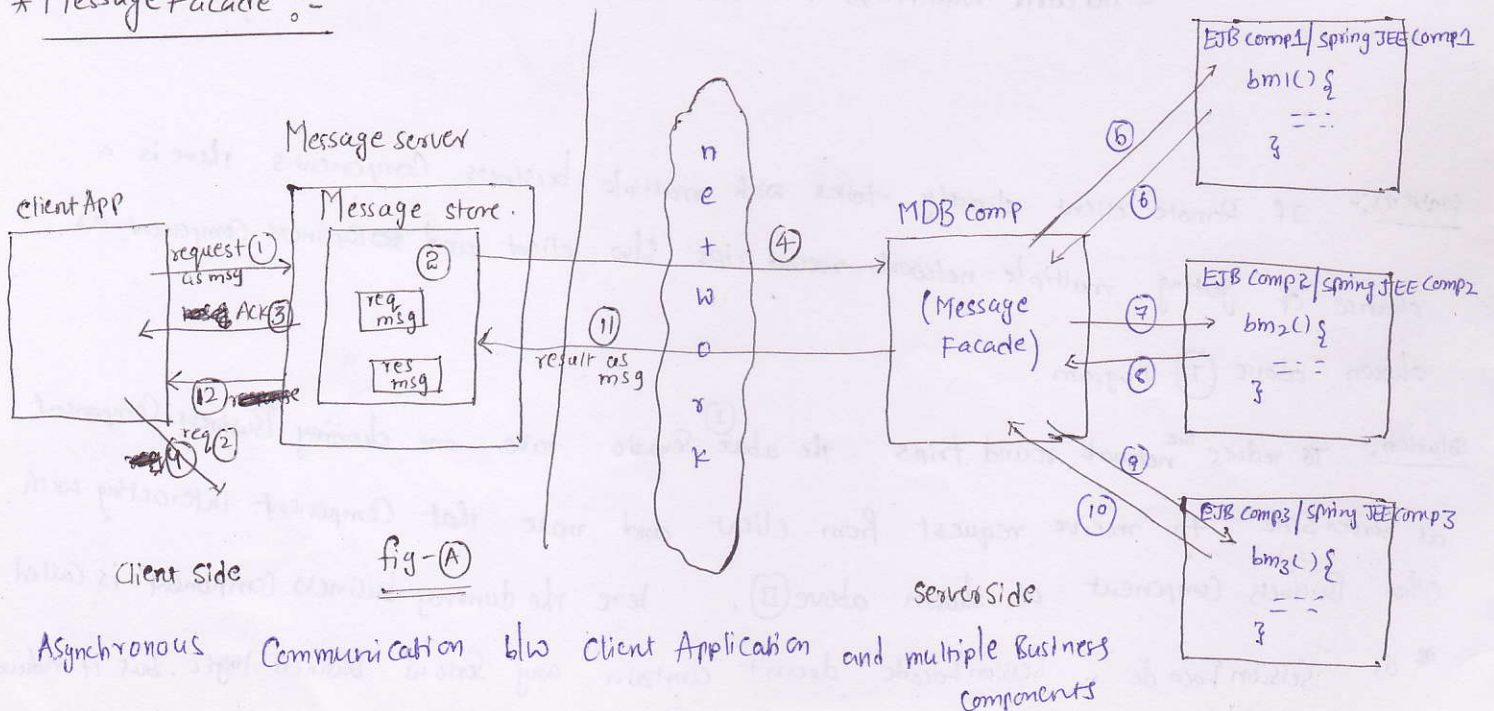 * Message Facade :-
Message server
client App
Message store.
request ①
as msg
②
req
msg
ACK ③
res
msg
⑫
req ②
Client side
fig-Ⓐ
④
⑪
result as
msg
n
e
t
w
o
r
k
MDB comp
(Message
Facade)
⑤
⑥
⑦
⑧
⑨
⑩
EJB comp1/spring JEE comp1
bm1() {
}
EJB comp2/spring JEE comp2
bm2() {
}
EJB comp3/spring JEE comp3
bm3() {
}
serverside
Asynchronous Communication b/w Client Application and multiple Business
components